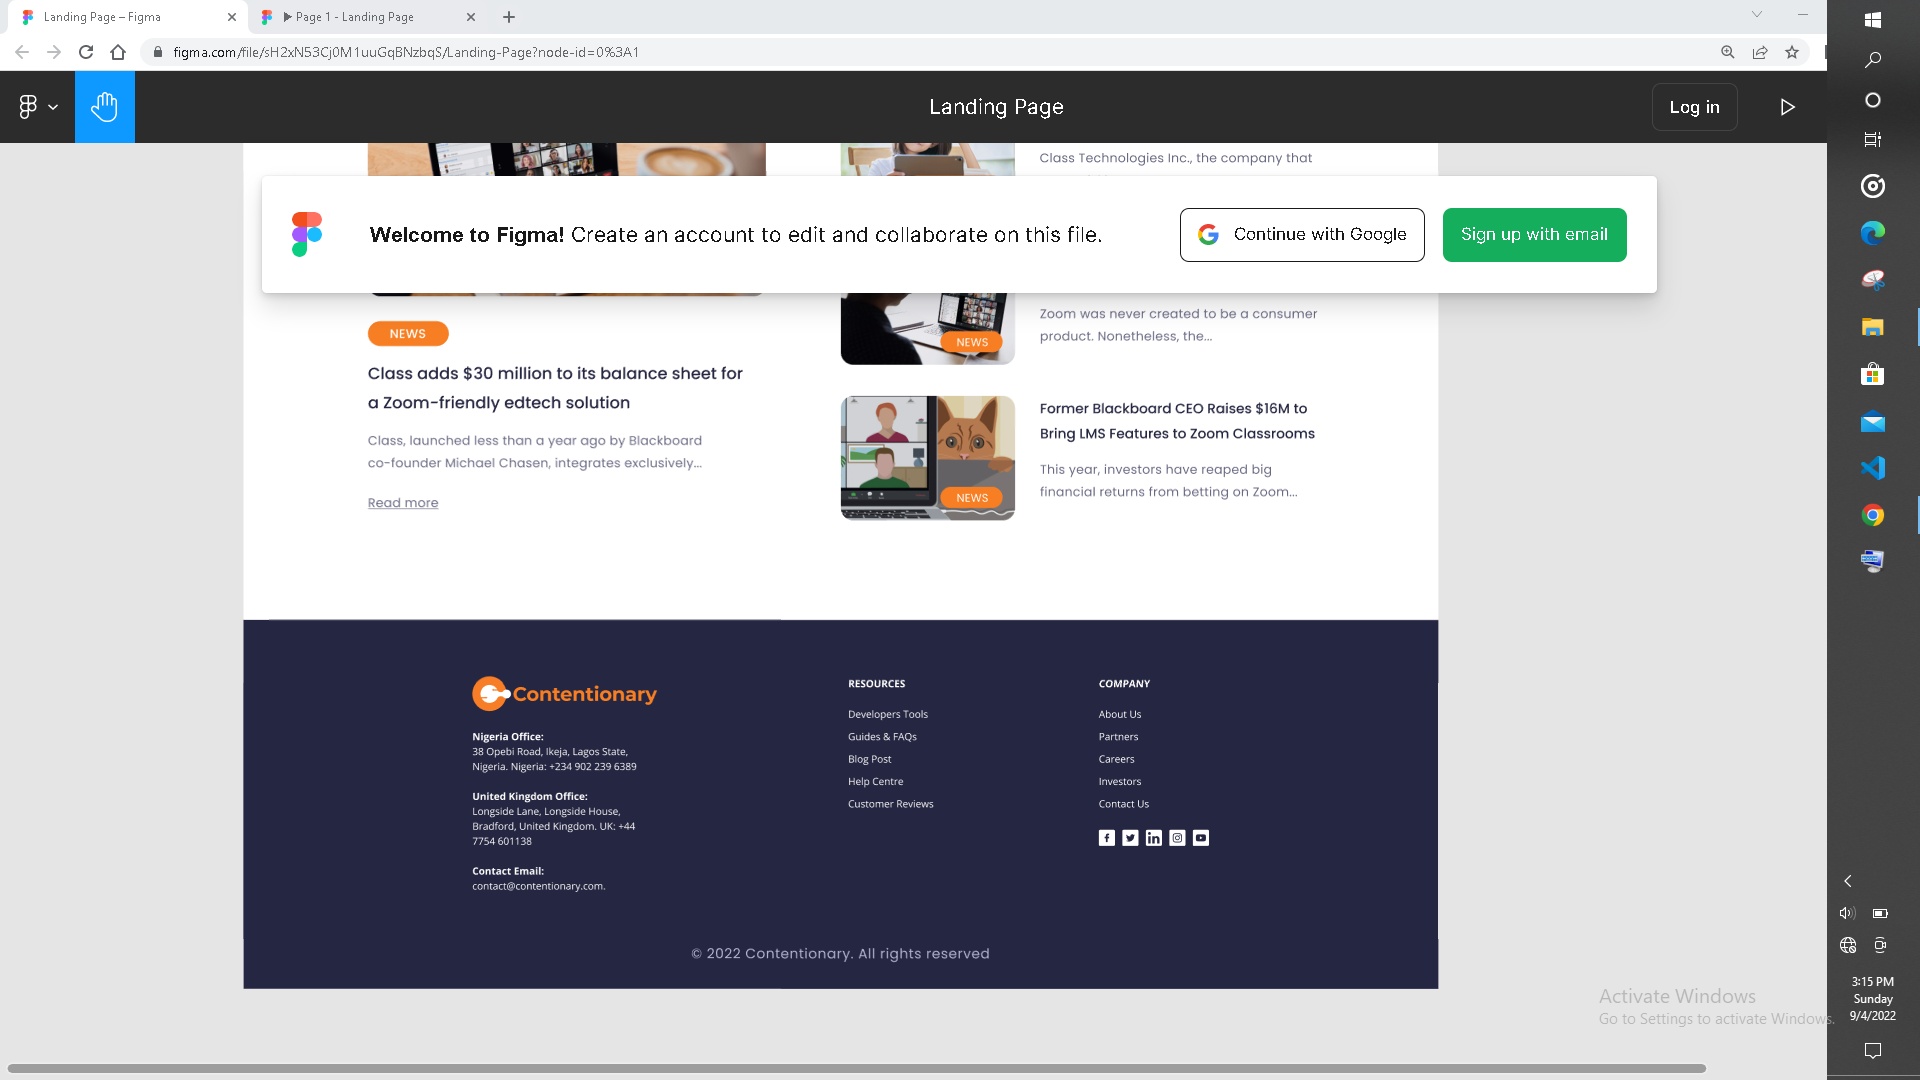 Landing Page – Figma
Page 1 - Landing Page
figma.com/file/sH2xN53Cj0M1uuGqBNzbqS/Landing-Page?node-id=0%3A1
Landing Page
Log in
Class Technologies Inc., the company that
Welcome to Figma! Create an account to edit and collaborate on this file.
Continue with Google
Sign up with email
NEWS
Class adds $30 million to its balance sheet for
a Zoom-friendly edtech solution
Class, launched less than a year ago by Blackboard
co-founder Michael Chasen, integrates exclusively...
Read more
Zoom was never created to be a consumer
product. Nonetheless, the...
NEWS
Former Blackboard CEO Raises $16M to
Bring LMS Features to Zoom Classrooms
This year, investors have reaped big
financial returns from betting on Zoom...
NEWS
Contentionary
Nigeria Office:
38 Opebi Road, Ikeja, Lagos State,
Nigeria. Nigeria: +234 902 239 6389
United Kingdom Office:
Longside Lane, Longside House,
Bradford, United Kingdom. UK: +44
7754 601138
Contact Email:
contact@contentionary.com.
RESOURCES
Developers Tools
Guides & FAQs
Blog Post
Help Centre
Customer Reviews
COMPANY
About Us
Partners
Careers
Investors
Contact Us
© 2022 Contentionary. All rights reserved
Activate Windows
Go to Settings to activate Windows.
3:15 PM
Sunday
9/4/2022